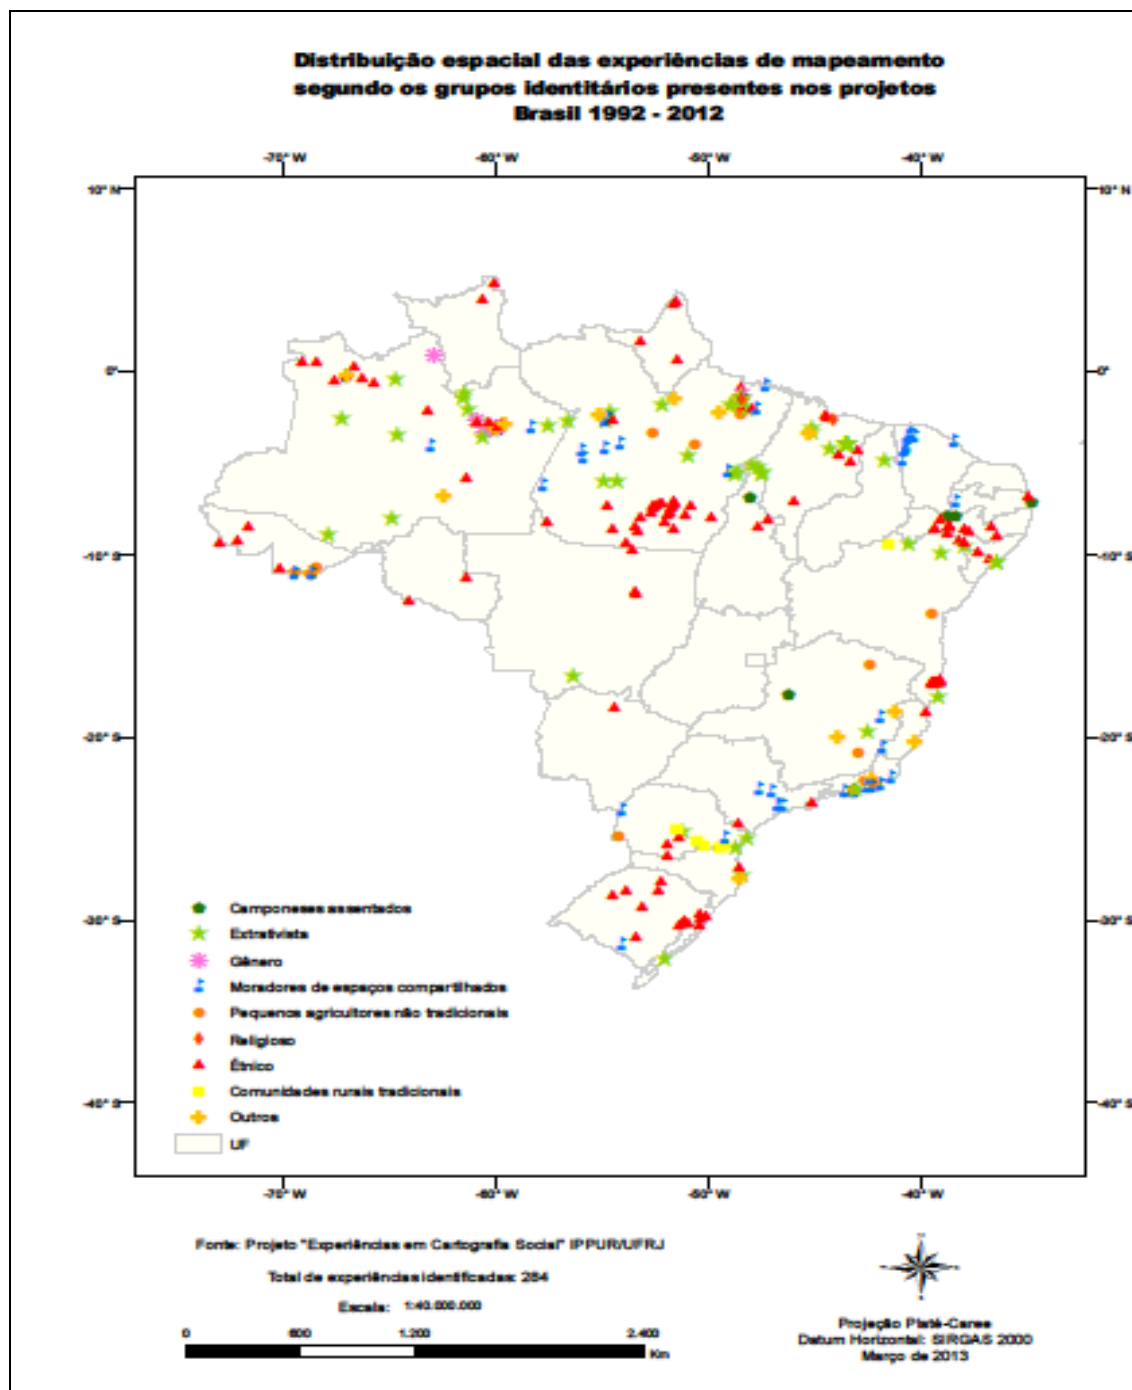 Distribuição espacial das experiências de mapeamento
segundo os grupos identitários presentes nos projetos
Brasil 1992 - 2012
-70° W -60° W -50° W -40° W
10° N 10° N
0° 0°
-10° S -10° S
-20° S -20° S
-30° S -30° S
-40° S -40° S
Camponeses assentados
Extrativista
Gênero
Moradores de espaços compartilhados
Pequenos agricultores não tradicionais
Religioso
Étnico
Comunidades rurais tradicionais
Outros
UF
-70° W -60° W -50° W -40° W
Fonte: Projeto "Experiências em Cartografia Social" IPPUR/UFRJ
Total de experiências identificadas: 284
Escala: 1:40.000.000
0 600 1.200 2.400
Km
Projeção Platê-Caree
Datum Horizontal: SIRGAS 2000
Março de 2013